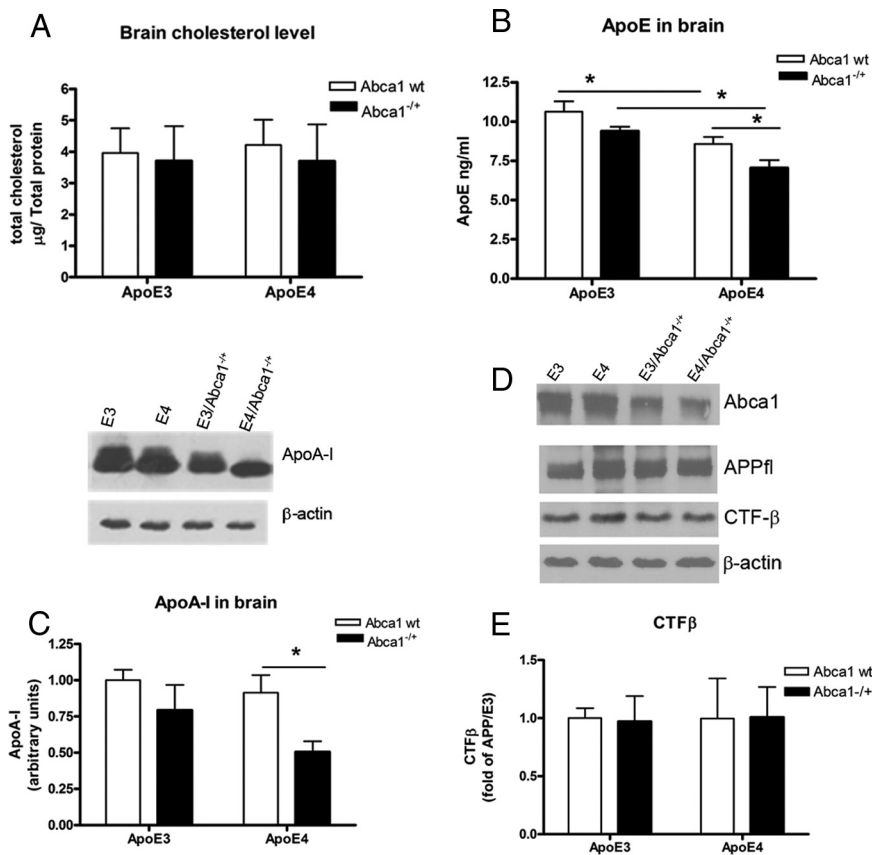 A
Brain cholesterol level
Abca1 wt
Abca1-/+
total cholesterol
μg/ Total protein
6
5
4
3
2
1
0
ApoE3 ApoE4
B
ApoE in brain
Abca1 wt
Abca1-/+
ApoE ng/ml
12.5
10.0
7.5
5.0
2.5
0.0
* * *
ApoE3 ApoE4
E3 E4 E3/Abca1-/+ E4/Abca1-/+
ApoA-I
β-actin
D
E3 E4 E3/Abca1-/+ E4/Abca1-/+
Abca1
APPfl
CTF-β
β-actin
C
ApoA-I in brain
Abca1 wt
Abca1-/+
ApoA-I
(arbitrary units)
1.25
1.00
0.75
0.50
0.25
0.00
*
ApoE3 ApoE4
E
CTFβ
Abca1 wt
Abca1-/+
CTFβ
(fold of APP/E3)
1.5
1.0
0.5
0.0
ApoE3 ApoE4